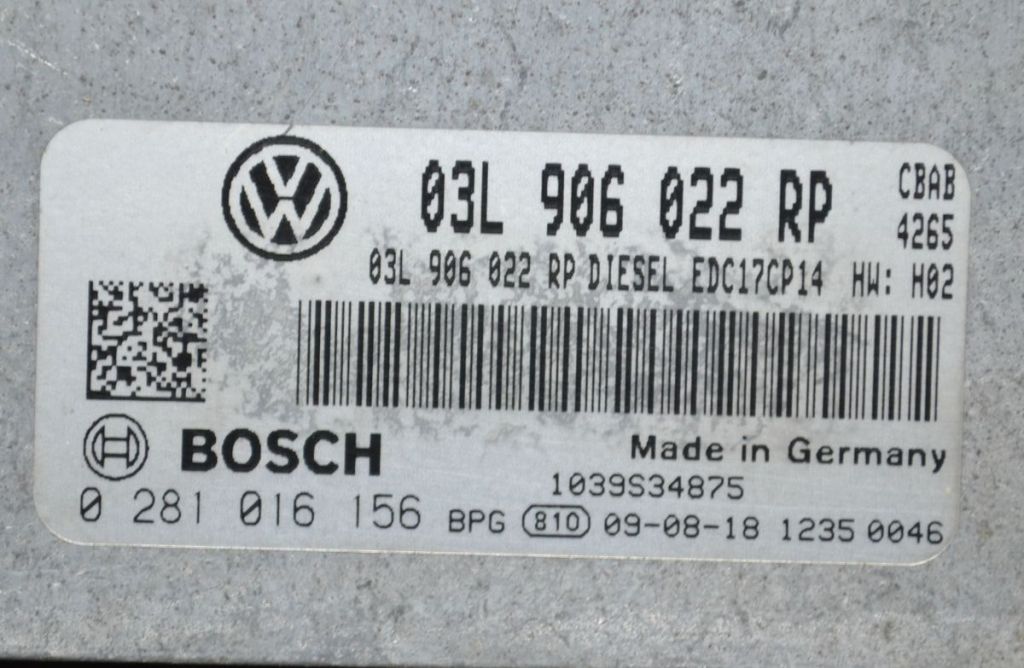 03L 906 022 RP
CBAB
4265
03L 906 022 RP DIESEL EDC17CP14 HW: H02
BOSCH
Made in Germany
1039S34875
0 281 016 156 BPG 810 09-08-18 1235 0046